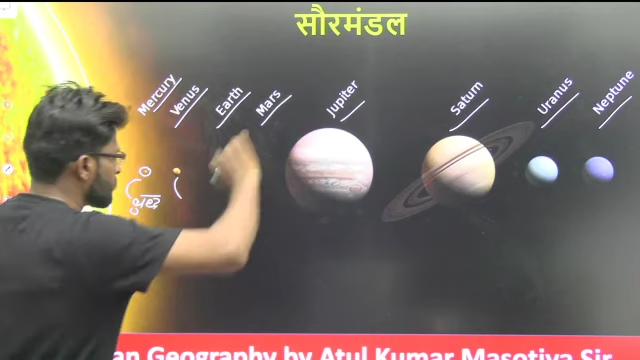 सौरमंडल
Mercury
Venus
Earth
Mars
Jupiter
Saturn
Uranus
Neptune
an Geography by Atul Kumar Masotiya Sir